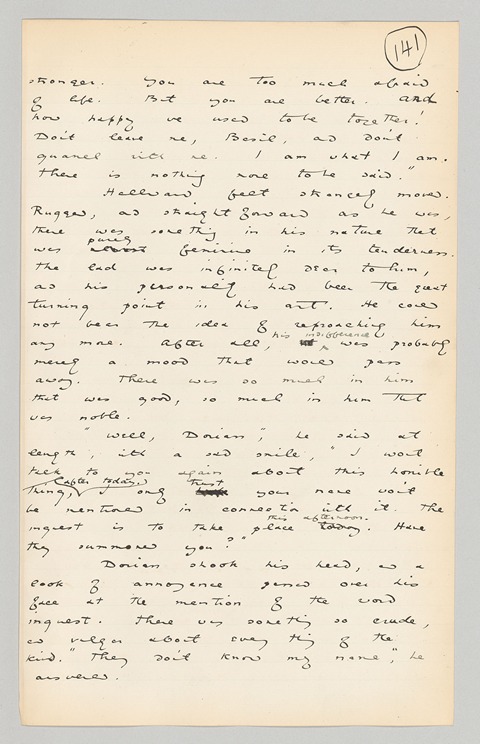 141
stronger. You are too much afraid
of life. But you are better. And
how happy we used to be together!
Don't leave me, Basil, and don't
quarrel with me. I am what I am.
There is nothing more to be said."
Hallward felt strangely moved.
Rugged, and straightforward as he was,
there was something in his nature that
purely
was almost feminine in its tenderness.
The lad was infinitely dear to him,
and his personality had been the great
turning point in his art. He could
not bear the idea of reproaching him
his indifference
any more. After all, was probably
merely a mood that would pass
away. There was so much in him
that was good, so much in him that
was noble.
"Well, Dorian," he said at
length, with a sad smile, "I won't
talk to you again about this horrible
after today. trust
thing, I only your name won't
be mentioned in connection with it. The
this afternoon.
inquest is to take place today. Have
they summoned you?"
Dorian shook his head, and a
look of annoyance passed over his
face at the mention of the word
inquest. There was something so crude,
and vulgar about everything of the
kind. "They don't know my name," he
answered.